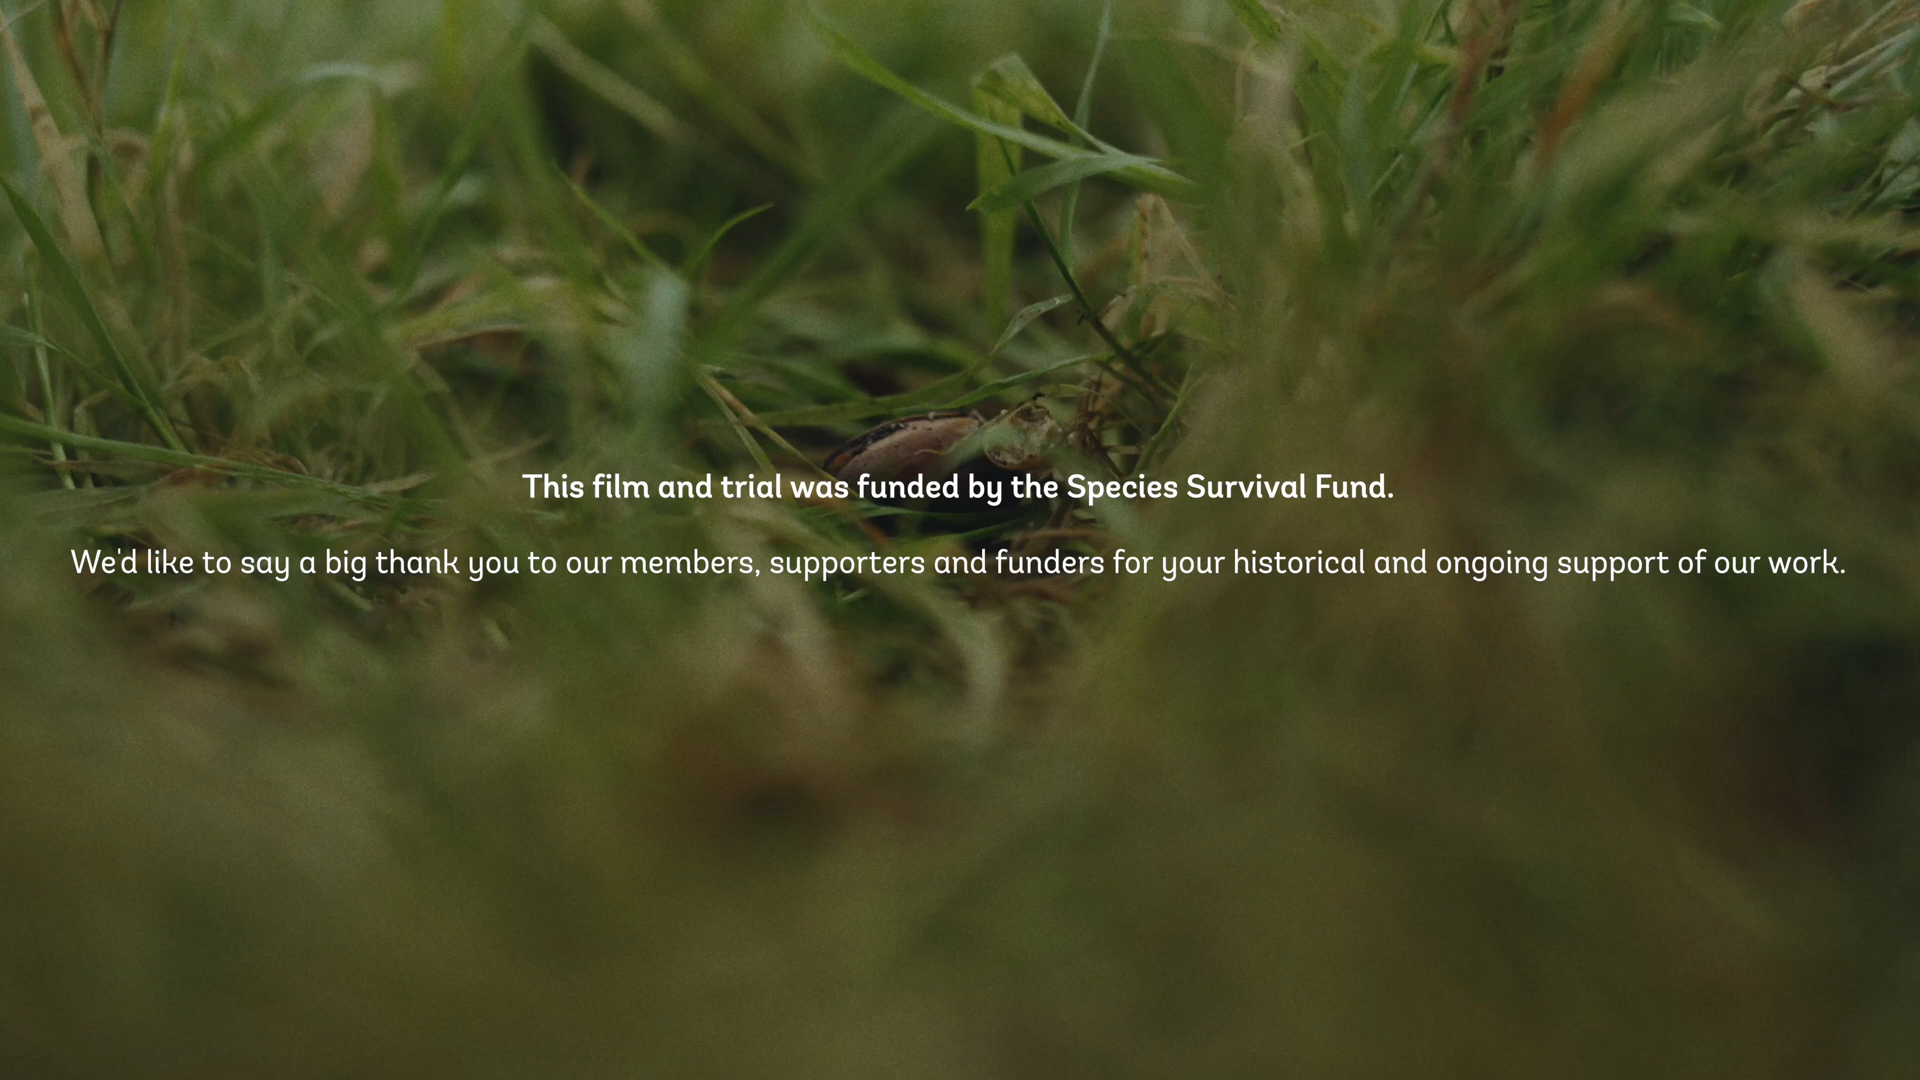 This film and trial was funded by the Species Survival Fund.
We'd like to say a big thank you to our members, supporters and funders for your historical and ongoing support of our work.